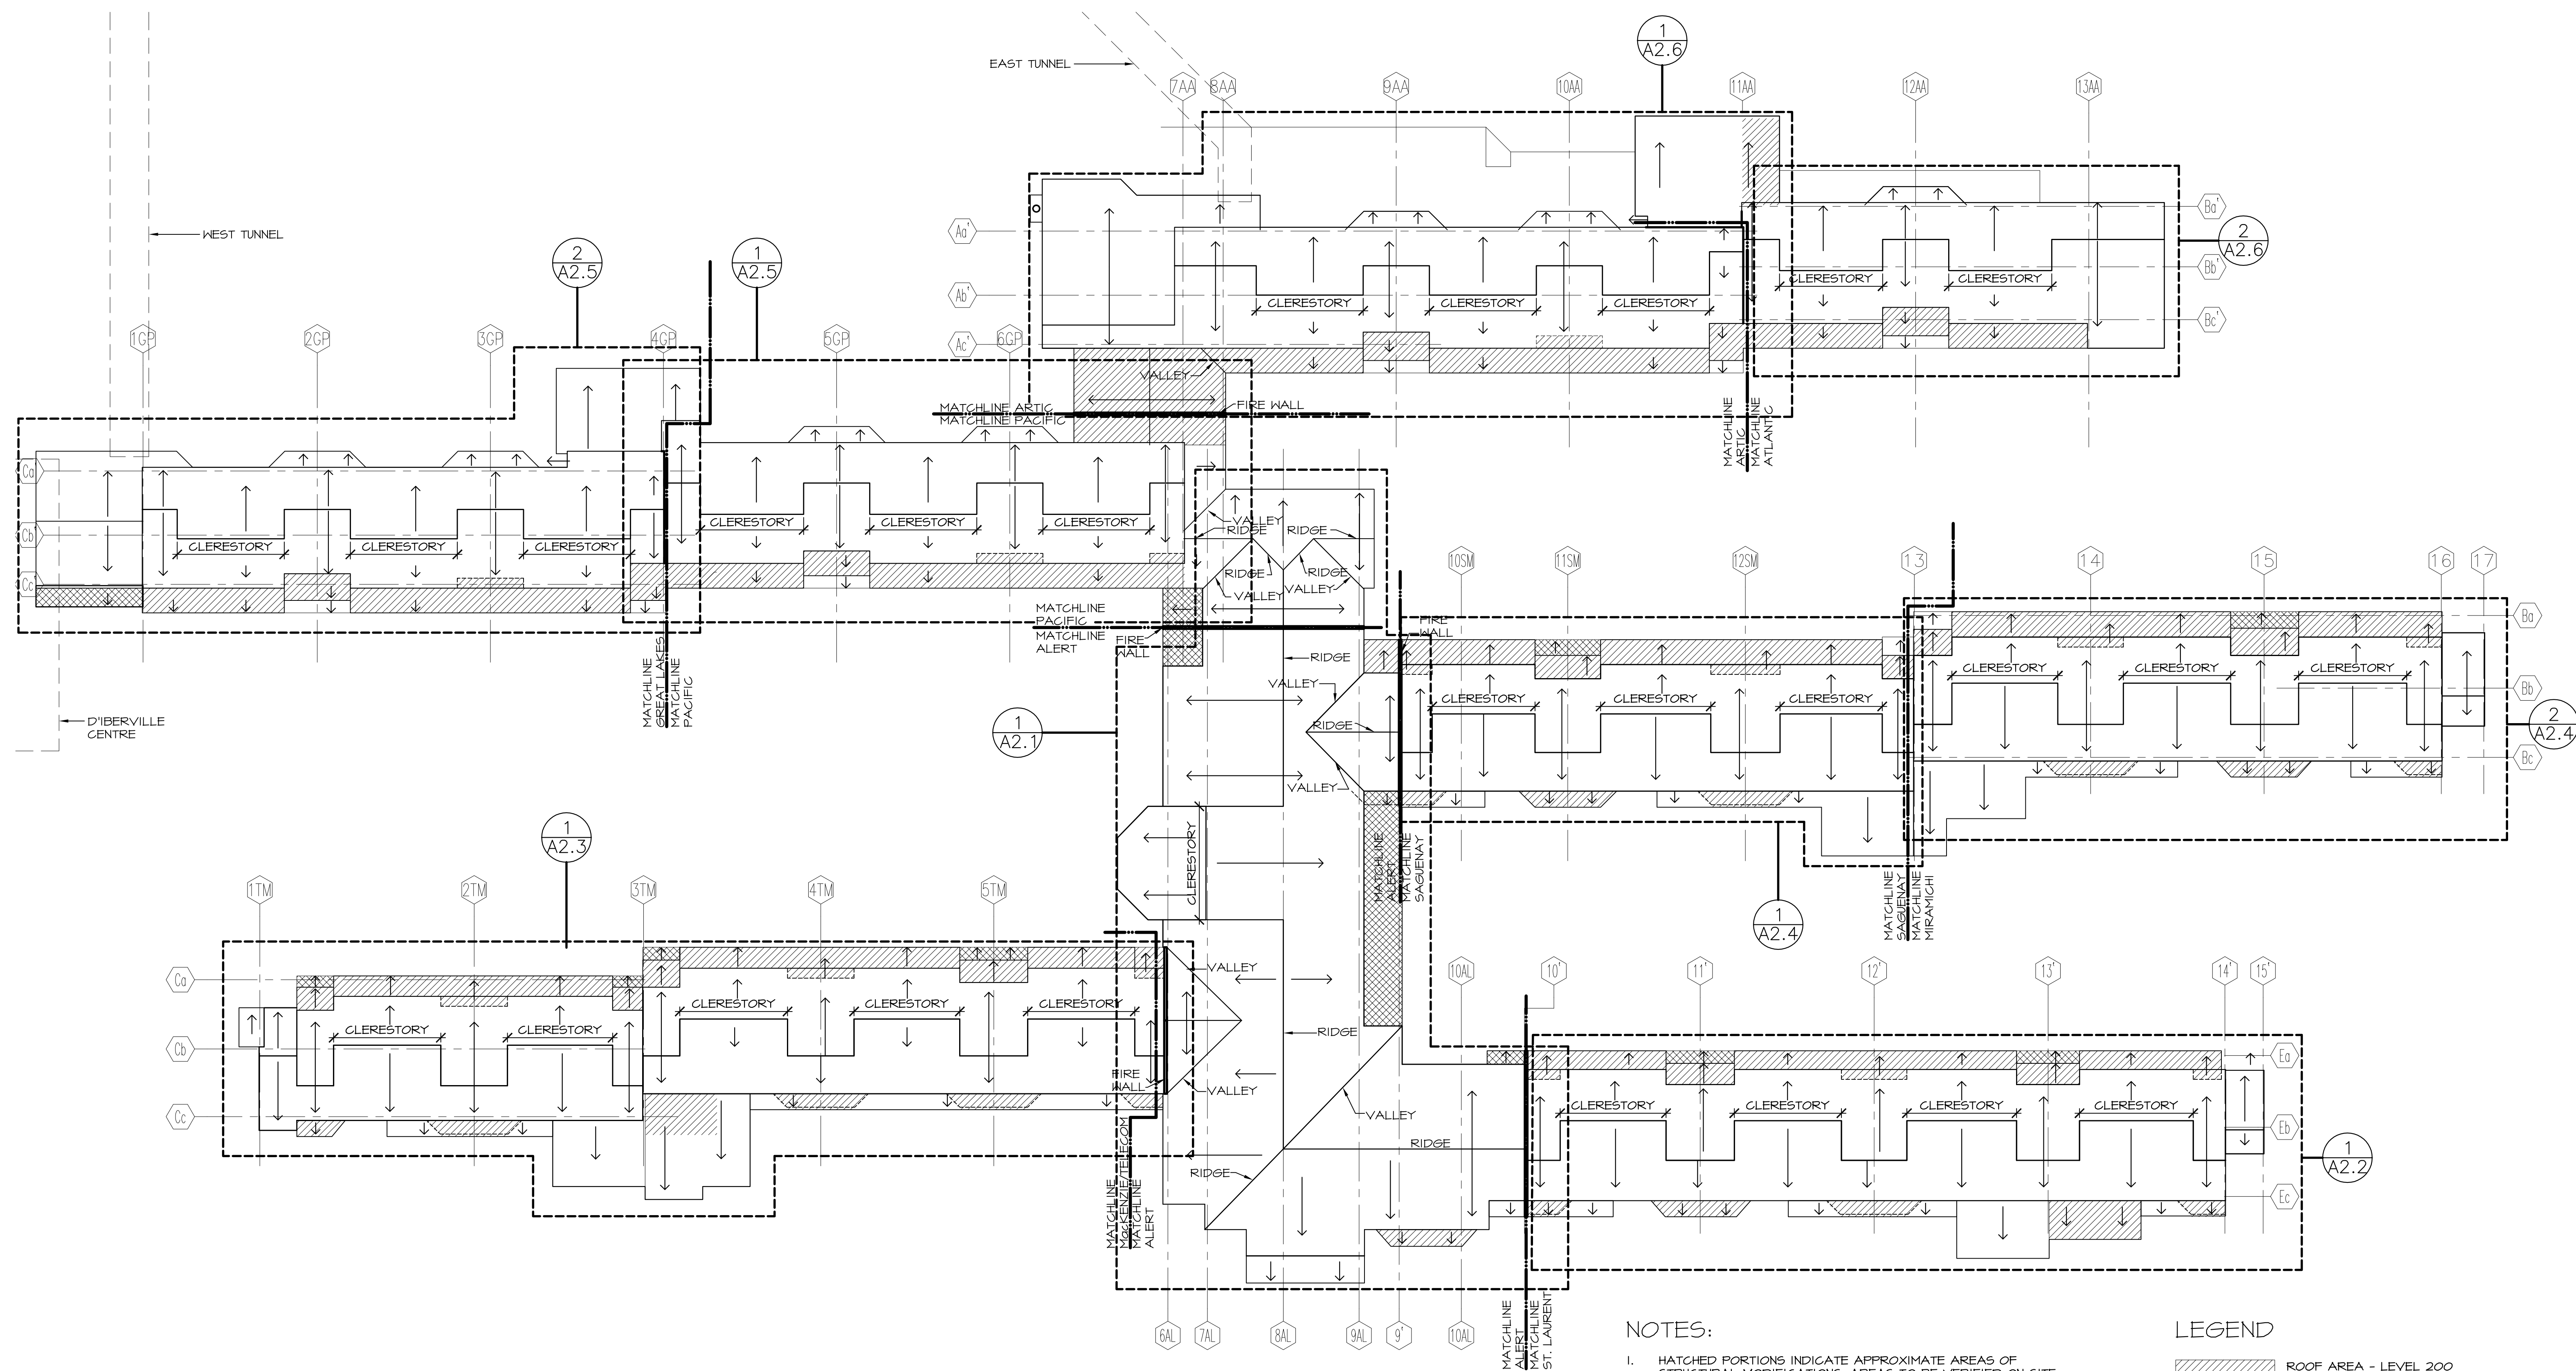 1
A2.6
EAST TUNNEL
7AA
8AA
9AA
10AA
11AA
12AA
13AA
WEST TUNNEL
2
A2.5
1
A2.5
Aa'
Ab'
Ac'
Ba'
Bb'
Bc'
2
A2.6
CLERESTORY
CLERESTORY
CLERESTORY
CLERESTORY
CLERESTORY
1GP
2GP
3GP
4GP
5GP
6GP
VALLEY
MATCHLINE ARTIC
MATCHLINE PACIFIC
FIRE WALL
MATCHLINE
ARTIC
MATCHLINE
ATLANTIC
Ca'
Cb'
Cc'
CLERESTORY
CLERESTORY
CLERESTORY
CLERESTORY
CLERESTORY
CLERESTORY
VALLEY
RIDGE
RIDGE
RIDGE
RIDGE
VALLEY
VALLEY
MATCHLINE
PACIFIC
MATCHLINE
ALERT
FIRE
WALL
MATCHLINE
GREAT LAKES
MATCHLINE
PACIFIC
D'IBERVILLE
CENTRE
10SM
11SM
12SM
13
14
15
16
17
FIRE
WALL
RIDGE
VALLEY
RIDGE
VALLEY
CLERESTORY
CLERESTORY
CLERESTORY
CLERESTORY
CLERESTORY
CLERESTORY
Ba
Bb
Bc
2
A2.4
1
A2.1
CLERESTORY
MATCHLINE
ALERT
MATCHLINE
SAGUENAY
MATCHLINE
SAGUENAY
MATCHLINE
MIRAMICHI
1
A2.4
1
A2.3
1TM
2TM
3TM
4TM
5TM
Ca
Cb
Cc
CLERESTORY
CLERESTORY
CLERESTORY
CLERESTORY
CLERESTORY
FIRE
WALL
VALLEY
VALLEY
RIDGE
VALLEY
RIDGE
RIDGE
MATCHLINE
MacKENZIE/TELECOM
MATCHLINE
ALERT
10AL
10'
11'
12'
13'
14'
15'
CLERESTORY
CLERESTORY
CLERESTORY
CLERESTORY
Ea
Eb
Ec
1
A2.2
6AL
7AL
8AL
9AL
9'
10AL
MATCHLINE
ALERT
MATCHLINE
ST. LAURENT
NOTES:
1. HATCHED PORTIONS INDICATE APPROXIMATE AREAS OF
STRUCTURAL MODIFICATIONS. AREAS TO BE VERIFIED ON SITE
LEGEND
ROOF AREA - LEVEL 200